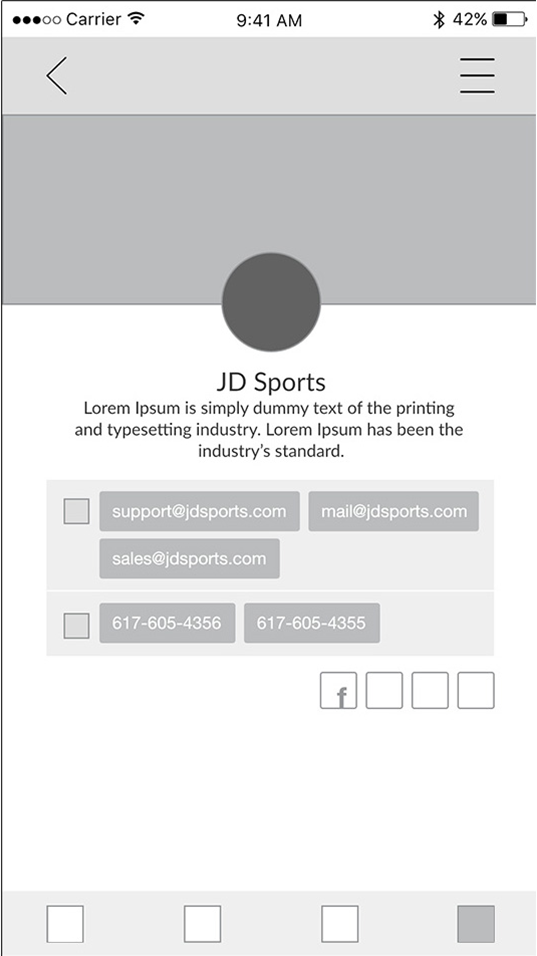 Carrier 9:41 AM 42%
JD Sports
Lorem Ipsum is simply dummy text of the printing
and typesetting industry. Lorem Ipsum has been the
industry’s standard.
support@jdsports.com mail@jdsports.com
sales@jdsports.com
617-605-4356 617-605-4355
f